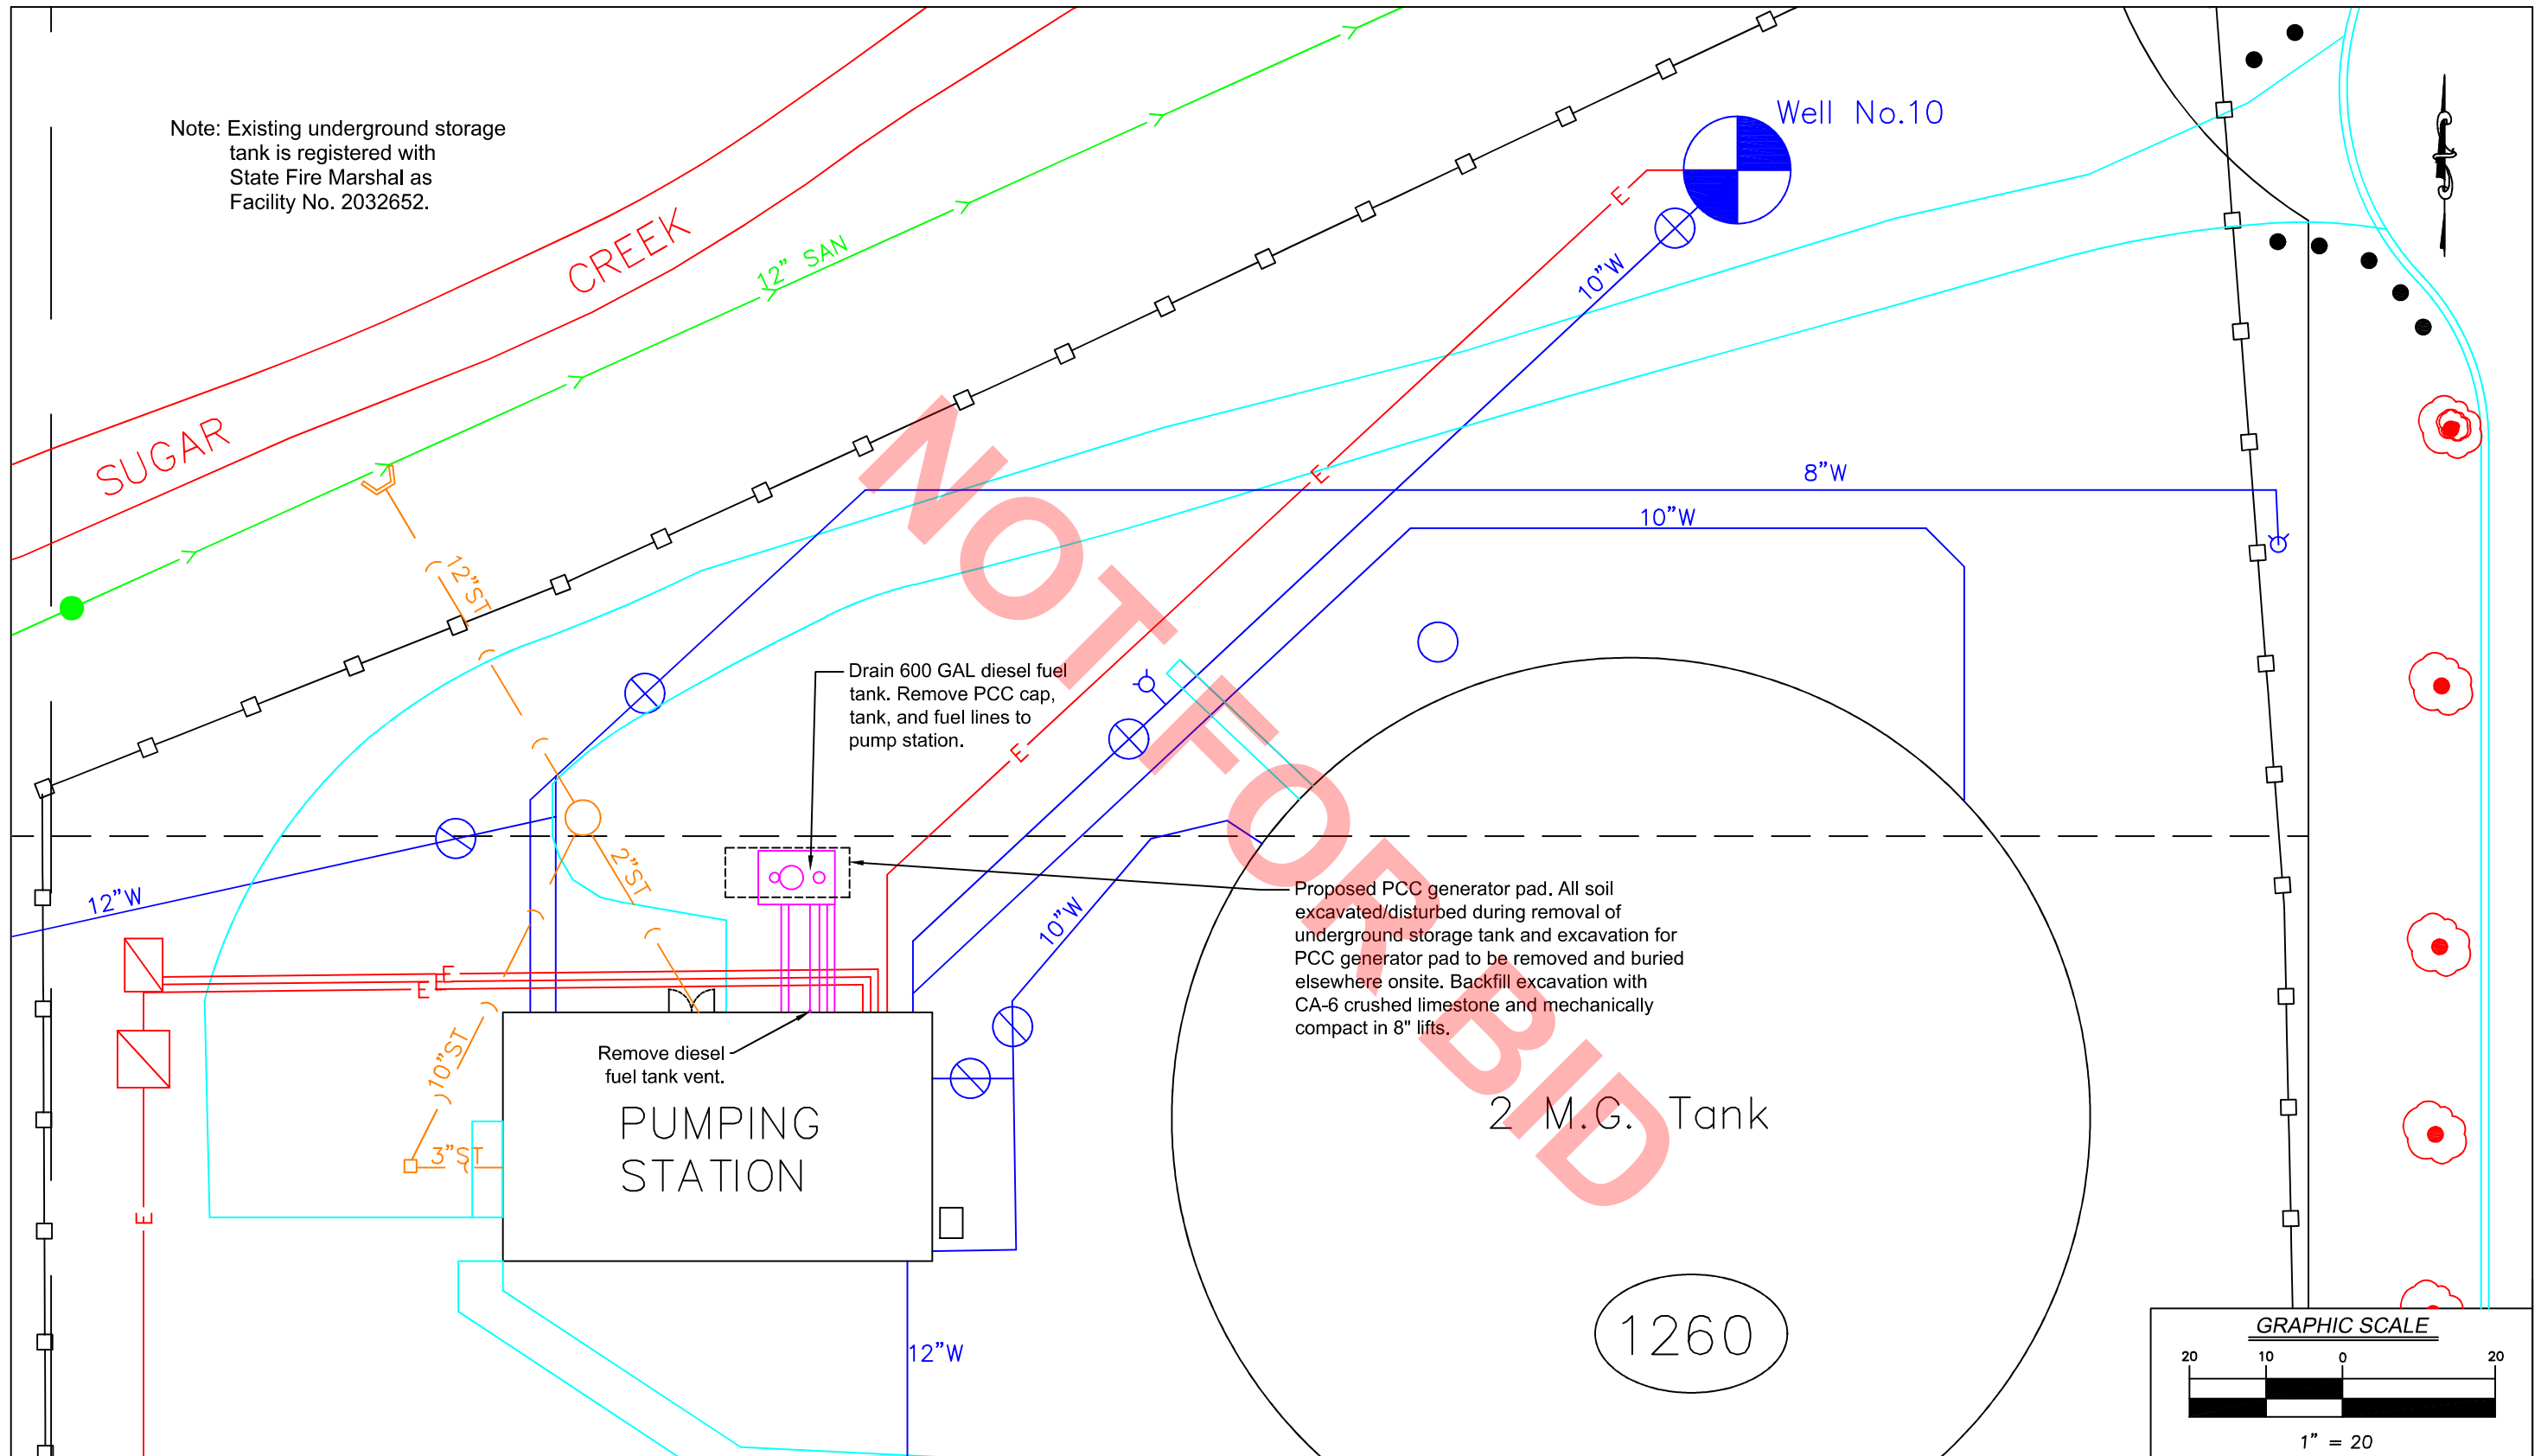 Note: Existing underground storage
tank is registered with
State Fire Marshal as
Facility No. 2032652.
SUGAR
CREEK
12" SAN
Well No.10
E
10"W
E
8"W
10"W
12"ST
Drain 600 GAL diesel fuel
tank. Remove PCC cap,
tank, and fuel lines to
pump station.
E
NOT FOR BID
12"W
2"ST
10"W
Proposed PCC generator pad. All soil
excavated/disturbed during removal of
underground storage tank and excavation for
PCC generator pad to be removed and buried
elsewhere onsite. Backfill excavation with
CA-6 crushed limestone and mechanically
compact in 8" lifts.
E
E
E
10"ST
Remove diesel
fuel tank vent.
PUMPING
STATION
3"ST
E
2 M.G. Tank
1260
12"W
GRAPHIC SCALE
20 10 0 20
1" = 20